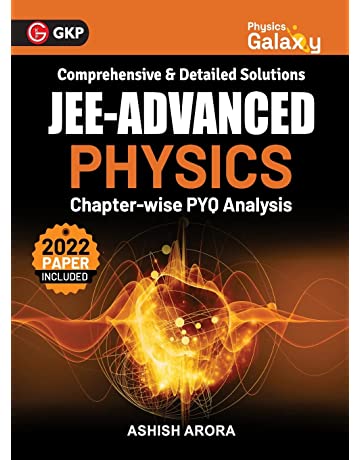 GKP
Physics
Galaxy
Comprehensive & Detailed Solutions
JEE-ADVANCED
PHYSICS
Chapter-wise PYQ Analysis
2022
PAPER
INCLUDED
ASHISH ARORA